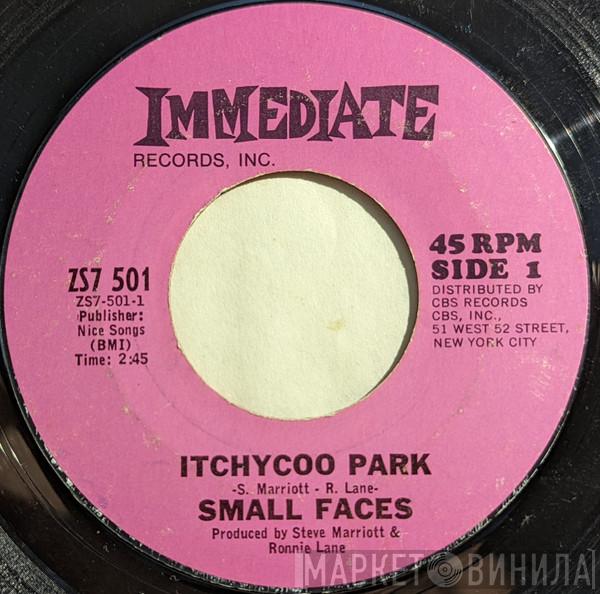 IMMEDIATE
RECORDS, INC.
ZS7 501
ZS7-501-1
Publisher:
Nice Songs
(BMI)
Time: 2:45
45 RPM
SIDE 1
DISTRIBUTED BY
CBS RECORDS
CBS, INC.,
51 WEST 52 STREET,
NEW YORK CITY
ITCHYCOO PARK
-S. Marriott - R. Lane-
SMALL FACES
Produced by Steve Marriott &
Ronnie Lane
МАРКЕТ ВИНИЛА